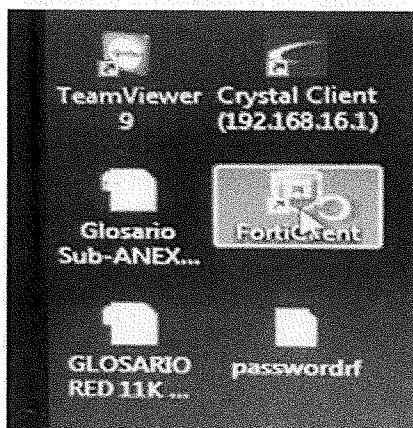 TeamViewer
9
Crystal Client
(192.168.16.1)
Glosario
Sub-ANEX...
FortiClient
GLOSARIO
RED 11K ...
passwordrf